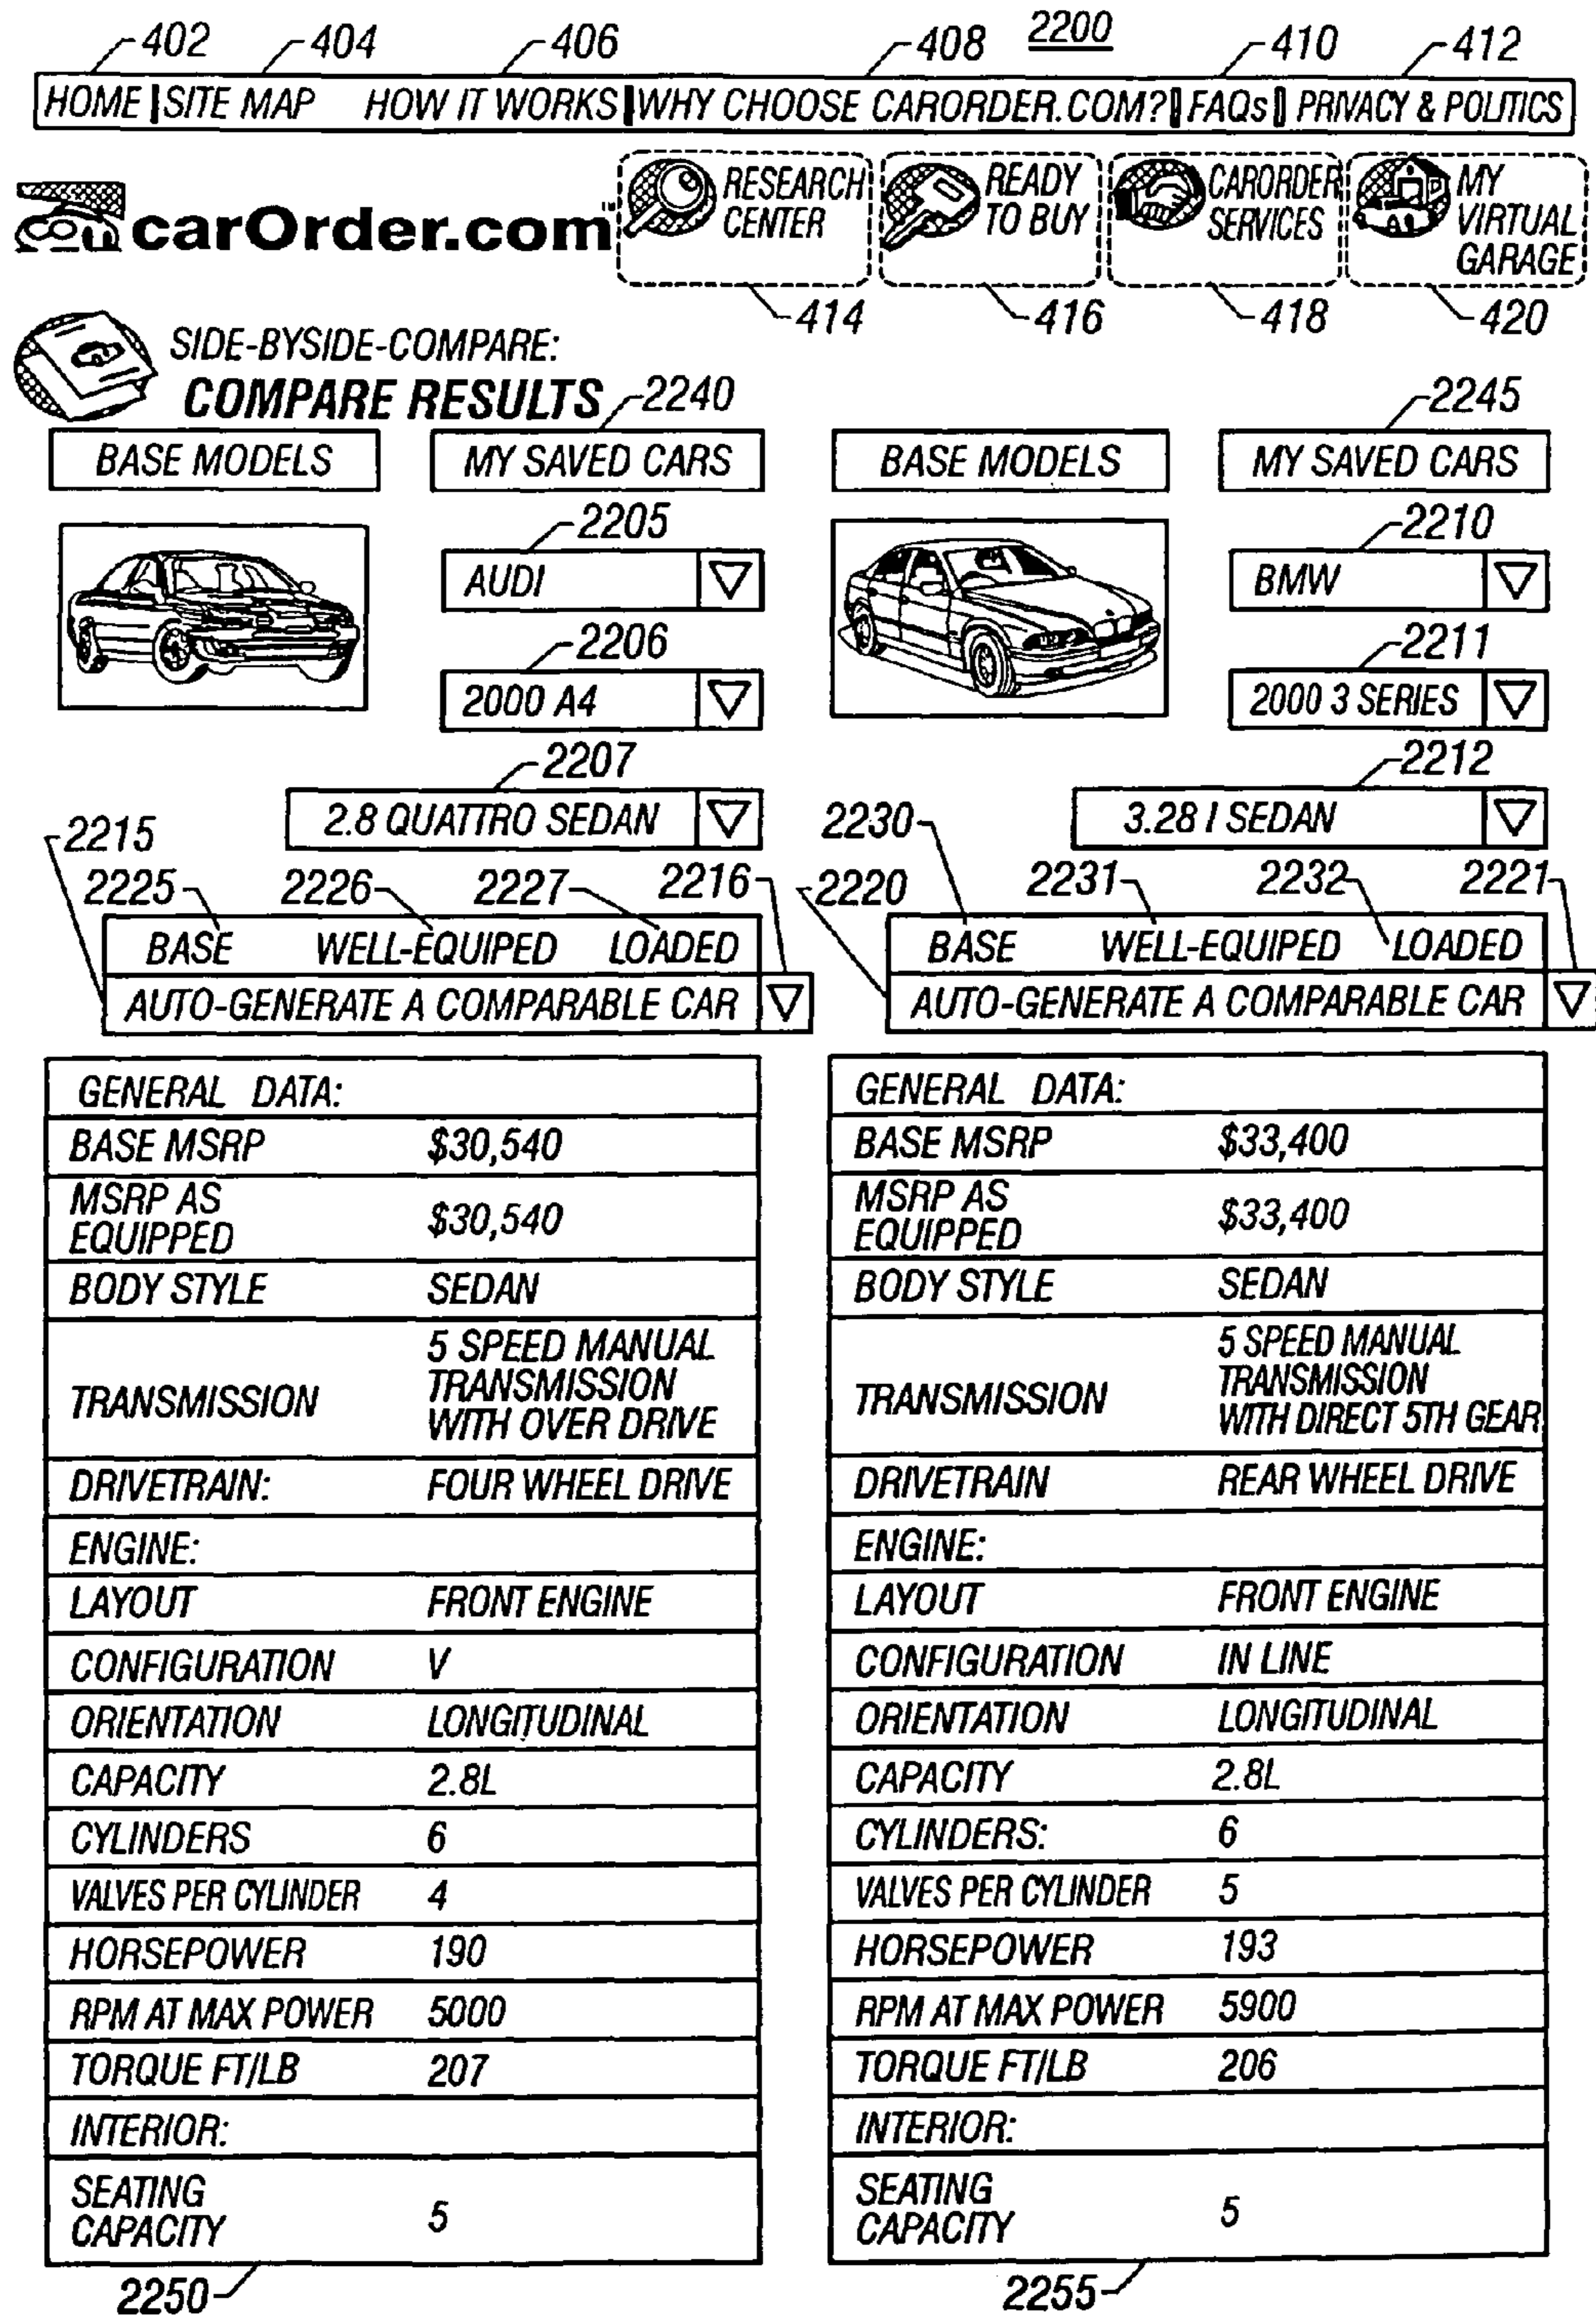 402 404 406 408 2200 410 412
HOME | SITE MAP HOW IT WORKS | WHY CHOOSE CARORDER.COM? | FAQs | PRIVACY & POLITICS
carOrder.com™
RESEARCH CENTER
READY TO BUY
CARORDER SERVICES
MY VIRTUAL GARAGE
414 416 418 420
SIDE-BYSIDE-COMPARE:
COMPARE RESULTS 2240 2245
BASE MODELS MY SAVED CARS BASE MODELS MY SAVED CARS
2205 2210
AUDI BMW
2206 2211
2000 A4 2000 3 SERIES
2207 2212
2.8 QUATTRO SEDAN 3.28 I SEDAN
2215 2230
2225 2226 2227 2216 2220 2231 2232 2221
BASE WELL-EQUIPED LOADED BASE WELL-EQUIPED LOADED
AUTO-GENERATE A COMPARABLE CAR AUTO-GENERATE A COMPARABLE CAR
GENERAL DATA:
BASE MSRP $30,540
MSRP AS
EQUIPPED $30,540
BODY STYLE SEDAN
TRANSMISSION 5 SPEED MANUAL
TRANSMISSION
WITH OVER DRIVE
DRIVETRAIN: FOUR WHEEL DRIVE
ENGINE:
LAYOUT FRONT ENGINE
CONFIGURATION V
ORIENTATION LONGITUDINAL
CAPACITY 2.8L
CYLINDERS 6
VALVES PER CYLINDER 4
HORSEPOWER 190
RPM AT MAX POWER 5000
TORQUE FT/LB 207
INTERIOR:
SEATING
CAPACITY 5
2250
GENERAL DATA:
BASE MSRP $33,400
MSRP AS
EQUIPPED $33,400
BODY STYLE SEDAN
TRANSMISSION 5 SPEED MANUAL
TRANSMISSION
WITH DIRECT 5TH GEAR
DRIVETRAIN REAR WHEEL DRIVE
ENGINE:
LAYOUT FRONT ENGINE
CONFIGURATION IN LINE
ORIENTATION LONGITUDINAL
CAPACITY 2.8L
CYLINDERS: 6
VALVES PER CYLINDER 5
HORSEPOWER 193
RPM AT MAX POWER 5900
TORQUE FT/LB 206
INTERIOR:
SEATING
CAPACITY 5
2255